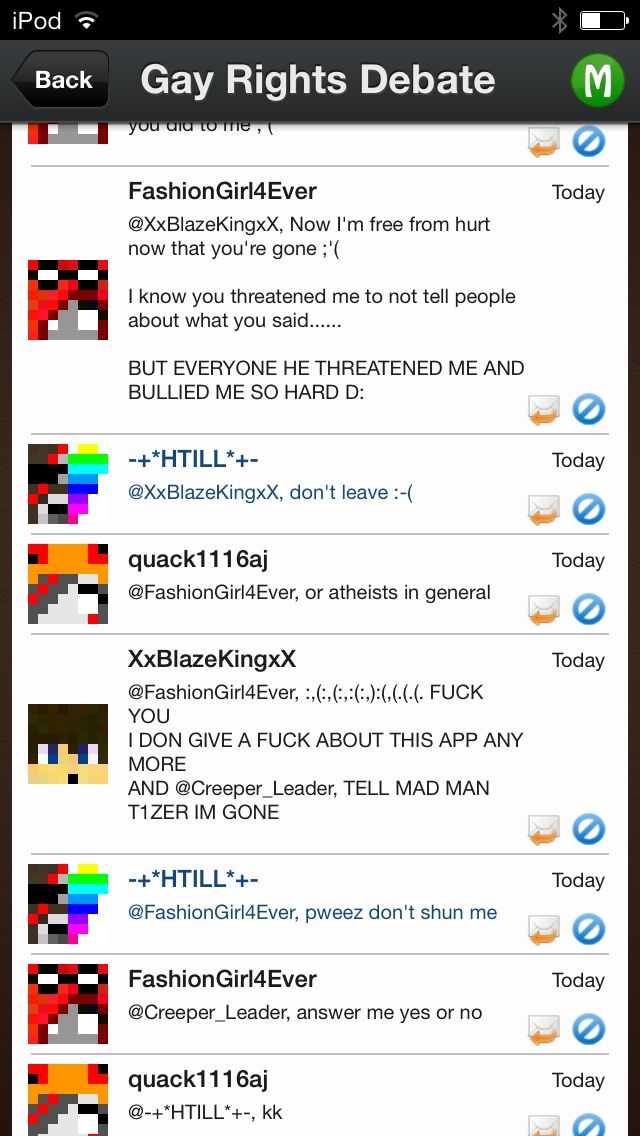 iPod
Back
Gay Rights Debate
M
you did to me ; (
FashionGirl4Ever
Today
@XxBlazeKingxX, Now I'm free from hurt
now that you're gone ;'(
I know you threatened me to not tell people
about what you said......
BUT EVERYONE HE THREATENED ME AND
BULLIED ME SO HARD D:
-+*HTILL*+-
Today
@XxBlazeKingxX, don't leave :-(
quack1116aj
Today
@FashionGirl4Ever, or atheists in general
XxBlazeKingxX
Today
@FashionGirl4Ever, :,(:,(:,:(:,):(,(.(.(. FUCK
YOU
I DON GIVE A FUCK ABOUT THIS APP ANY
MORE
AND @Creeper_Leader, TELL MAD MAN
T1ZER IM GONE
-+*HTILL*+-
Today
@FashionGirl4Ever, pweez don't shun me
FashionGirl4Ever
Today
@Creeper_Leader, answer me yes or no
quack1116aj
Today
@-+*HTILL*+-, kk